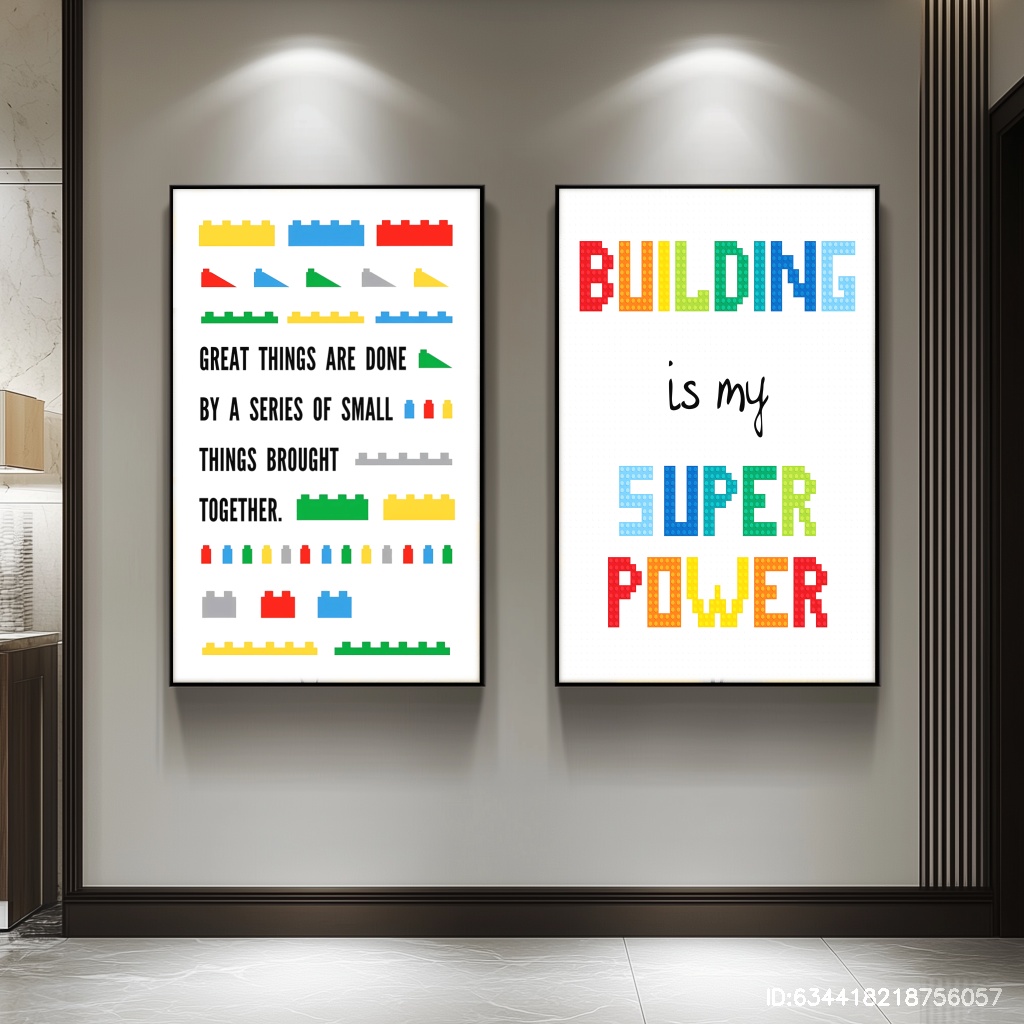 GREAT THINGS ARE DONE
BY A SERIES OF SMALL
THINGS BROUGHT
TOGETHER.
BUILDING
is my
SUPER
POWER
ID:634418218756057